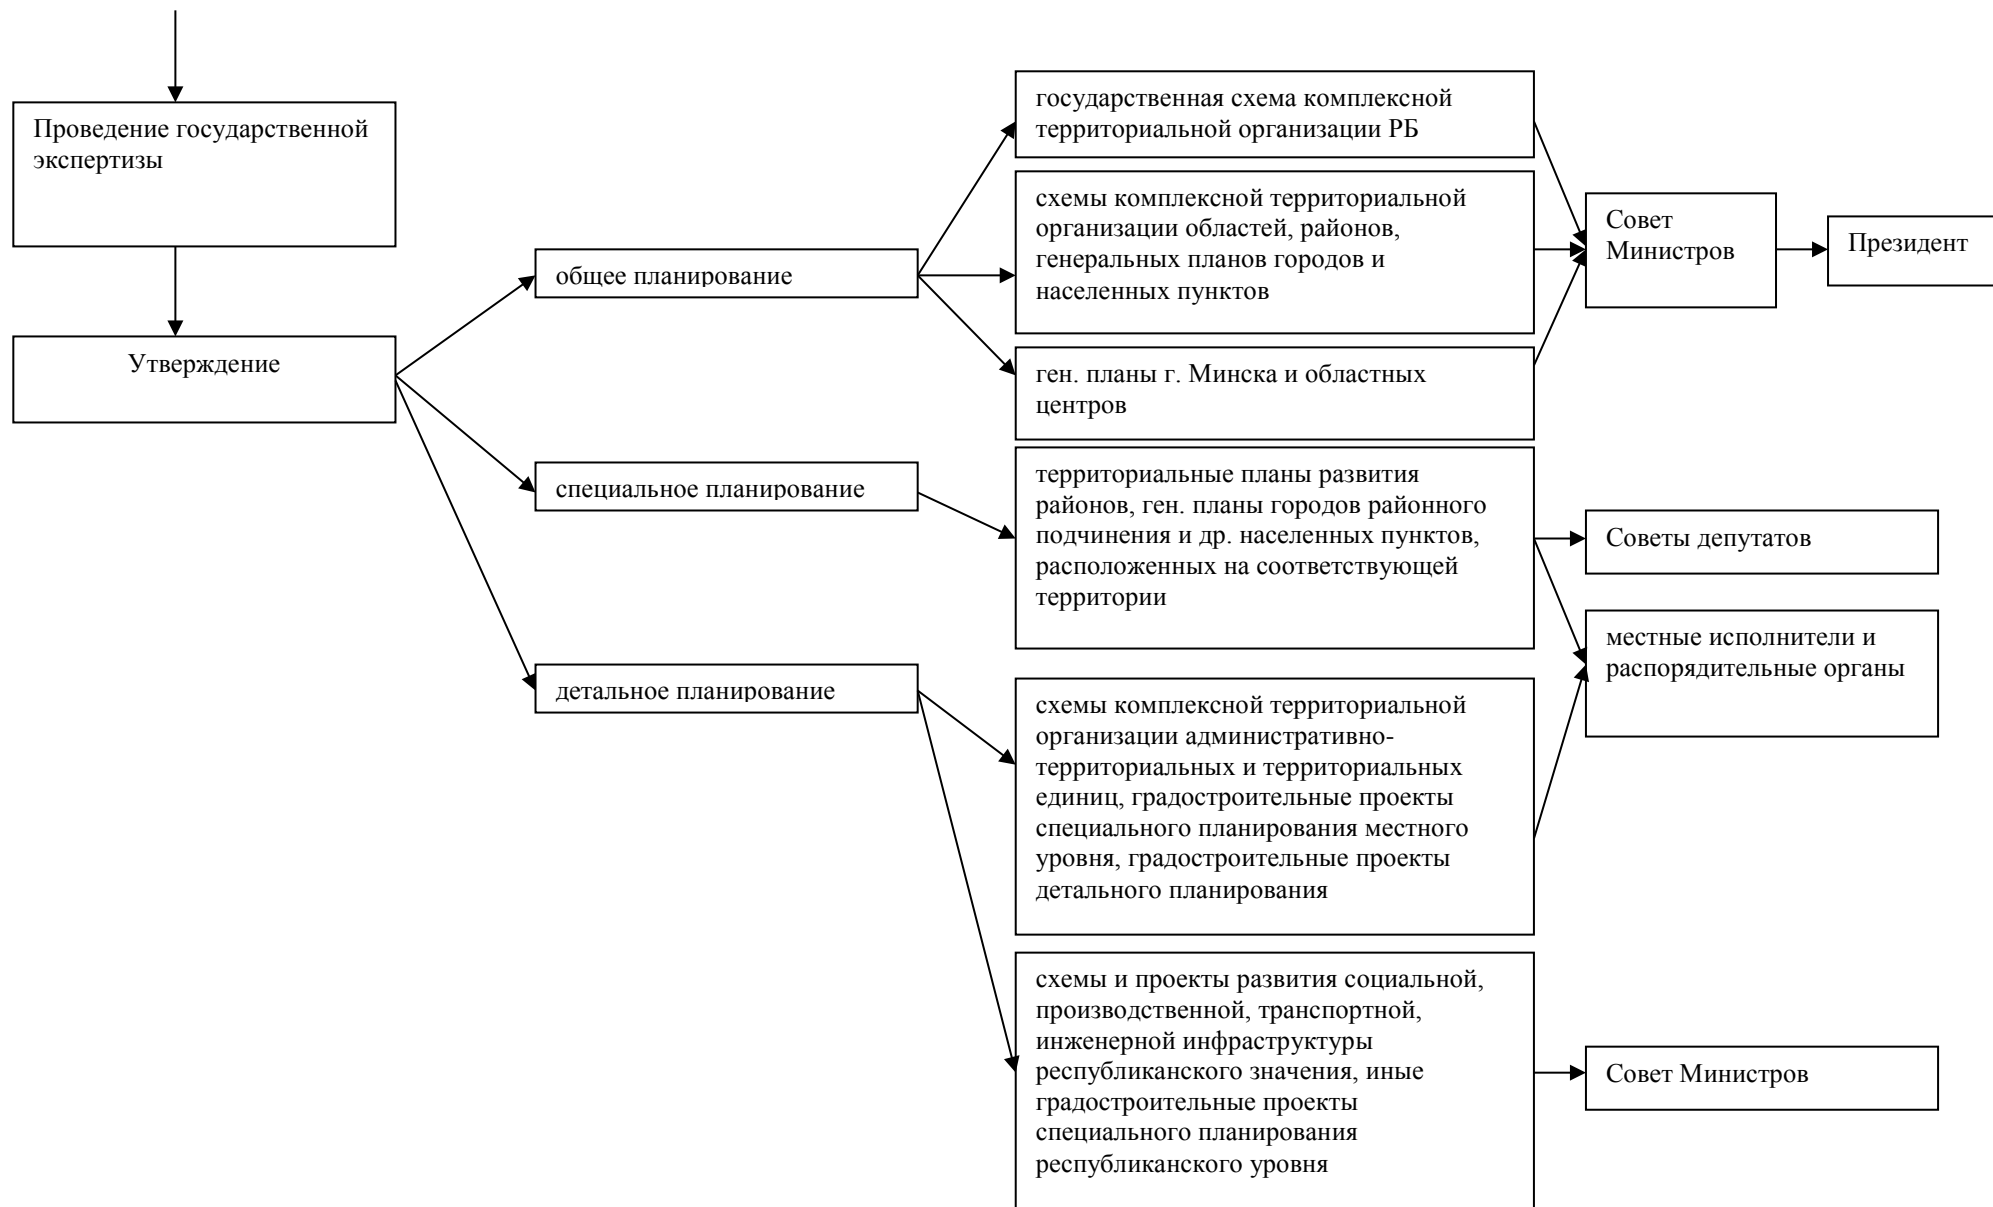 Проведение государственной
экспертизы
Утверждение
общее планирование
специальное планирование
детальное планирование
государственная схема комплексной
территориальной организации РБ
схемы комплексной территориальной
организации областей, районов,
генеральных планов городов и
населенных пунктов
ген. планы г. Минска и областных
центров
территориальные планы развития
районов, ген. планы городов районного
подчинения и др. населенных пунктов,
расположенных на соответствующей
территории
схемы комплексной территориальной
организации административно-
территориальных и территориальных
единиц, градостроительные проекты
специального планирования местного
уровня, градостроительные проекты
детального планирования
схемы и проекты развития социальной,
производственной, транспортной,
инженерной инфраструктуры
республиканского значения, иные
градостроительные проекты
специального планирования
республиканского уровня
Совет
Министров
Президент
Советы депутатов
местные исполнители и
распорядительные органы
Совет Министров